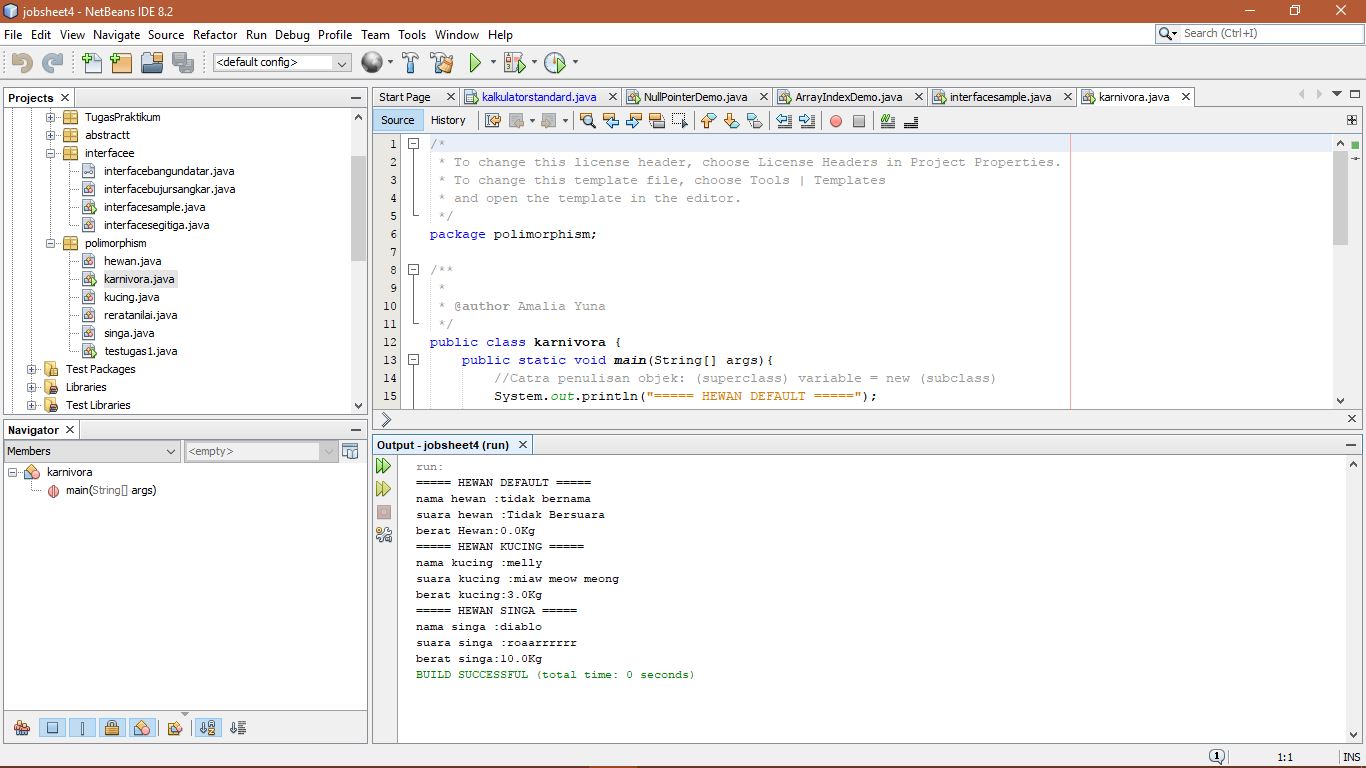 jobsheet4 - NetBeans IDE 8.2
File Edit View Navigate Source Refactor Run Debug Profile Team Tools Window Help
Search (Ctrl+I)
<default config>
Projects
TugasPraktikum
abstractt
interfacee
interfacebangundatar.java
interfacebujursangkar.java
interfacesample.java
interfacesegitiga.java
polimorphism
hewan.java
karnivora.java
kucing.java
reratanilai.java
singa.java
testugas1.java
Test Packages
Libraries
Test Libraries
Navigator
Members
<empty>
karnivora
main(String[] args)
Start Page kalkulatorstandard.java NullPointerDemo.java ArrayIndexDemo.java interfacesample.java karnivora.java
Source History
1 /*
2 * To change this license header, choose License Headers in Project Properties.
3 * To change this template file, choose Tools | Templates
4 * and open the template in the editor.
5 */
6 package polimorphism;
7
8 /**
9 *
10 * @author Amalia Yuna
11 */
12 public class karnivora {
13 public static void main(String[] args){
14 //Catra penulisan objek: (superclass) variable = new (subclass)
15 System.out.println("===== HEWAN DEFAULT =====");
Output - jobsheet4 (run)
run:
===== HEWAN DEFAULT =====
nama hewan :tidak bernama
suara hewan :Tidak Bersuara
berat Hewan:0.0Kg
===== HEWAN KUCING =====
nama kucing :melly
suara kucing :miaw meow meong
berat kucing:3.0Kg
===== HEWAN SINGA =====
nama singa :diablo
suara singa :roaarrrrrr
berat singa:10.0Kg
BUILD SUCCESSFUL (total time: 0 seconds)
1 1:1 INS